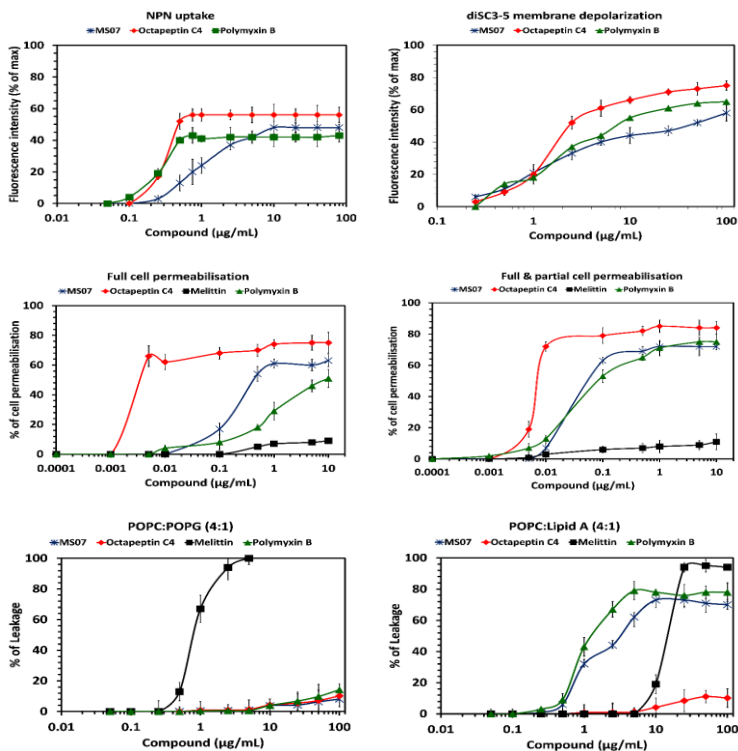 NPN uptake
MS07 Octapeptin C4 Polymyxin B
Fluorescence intensity (% of max)
100
80
60
40
20
0
0.01 0.1 1 10 100
Compound (µg/mL)
diSC3-5 membrane depolarization
MS07 Octapeptin C4 Polymyxin B
Fluorescence intensity (% of max)
100
80
60
40
20
0
0.1 1 10 100
Compound (µg/mL)
Full cell permeabilisation
MS07 Octapeptin C4 Melittin Polymyxin B
% of cell permeabilisation
100
80
60
40
20
0
0.0001 0.001 0.01 0.1 1 10
Compound (µg/mL)
Full & partial cell permeabilisation
MS07 Octapeptin C4 Melittin Polymyxin B
% of cell permeabilisation
100
80
60
40
20
0
0.0001 0.001 0.01 0.1 1 10
Compound (µg/mL)
POPC:POPG (4:1)
MS07 Octapeptin C4 Melittin Polymyxin B
% of Leakage
100
80
60
40
20
0
0.01 0.1 1 10 100
Compound (µg/mL)
POPC:Lipid A (4:1)
MS07 Octapeptin C4 Melittin Polymyxin B
% of Leakage
100
80
60
40
20
0
0.01 0.1 1 10 100
Compound (µg/mL)